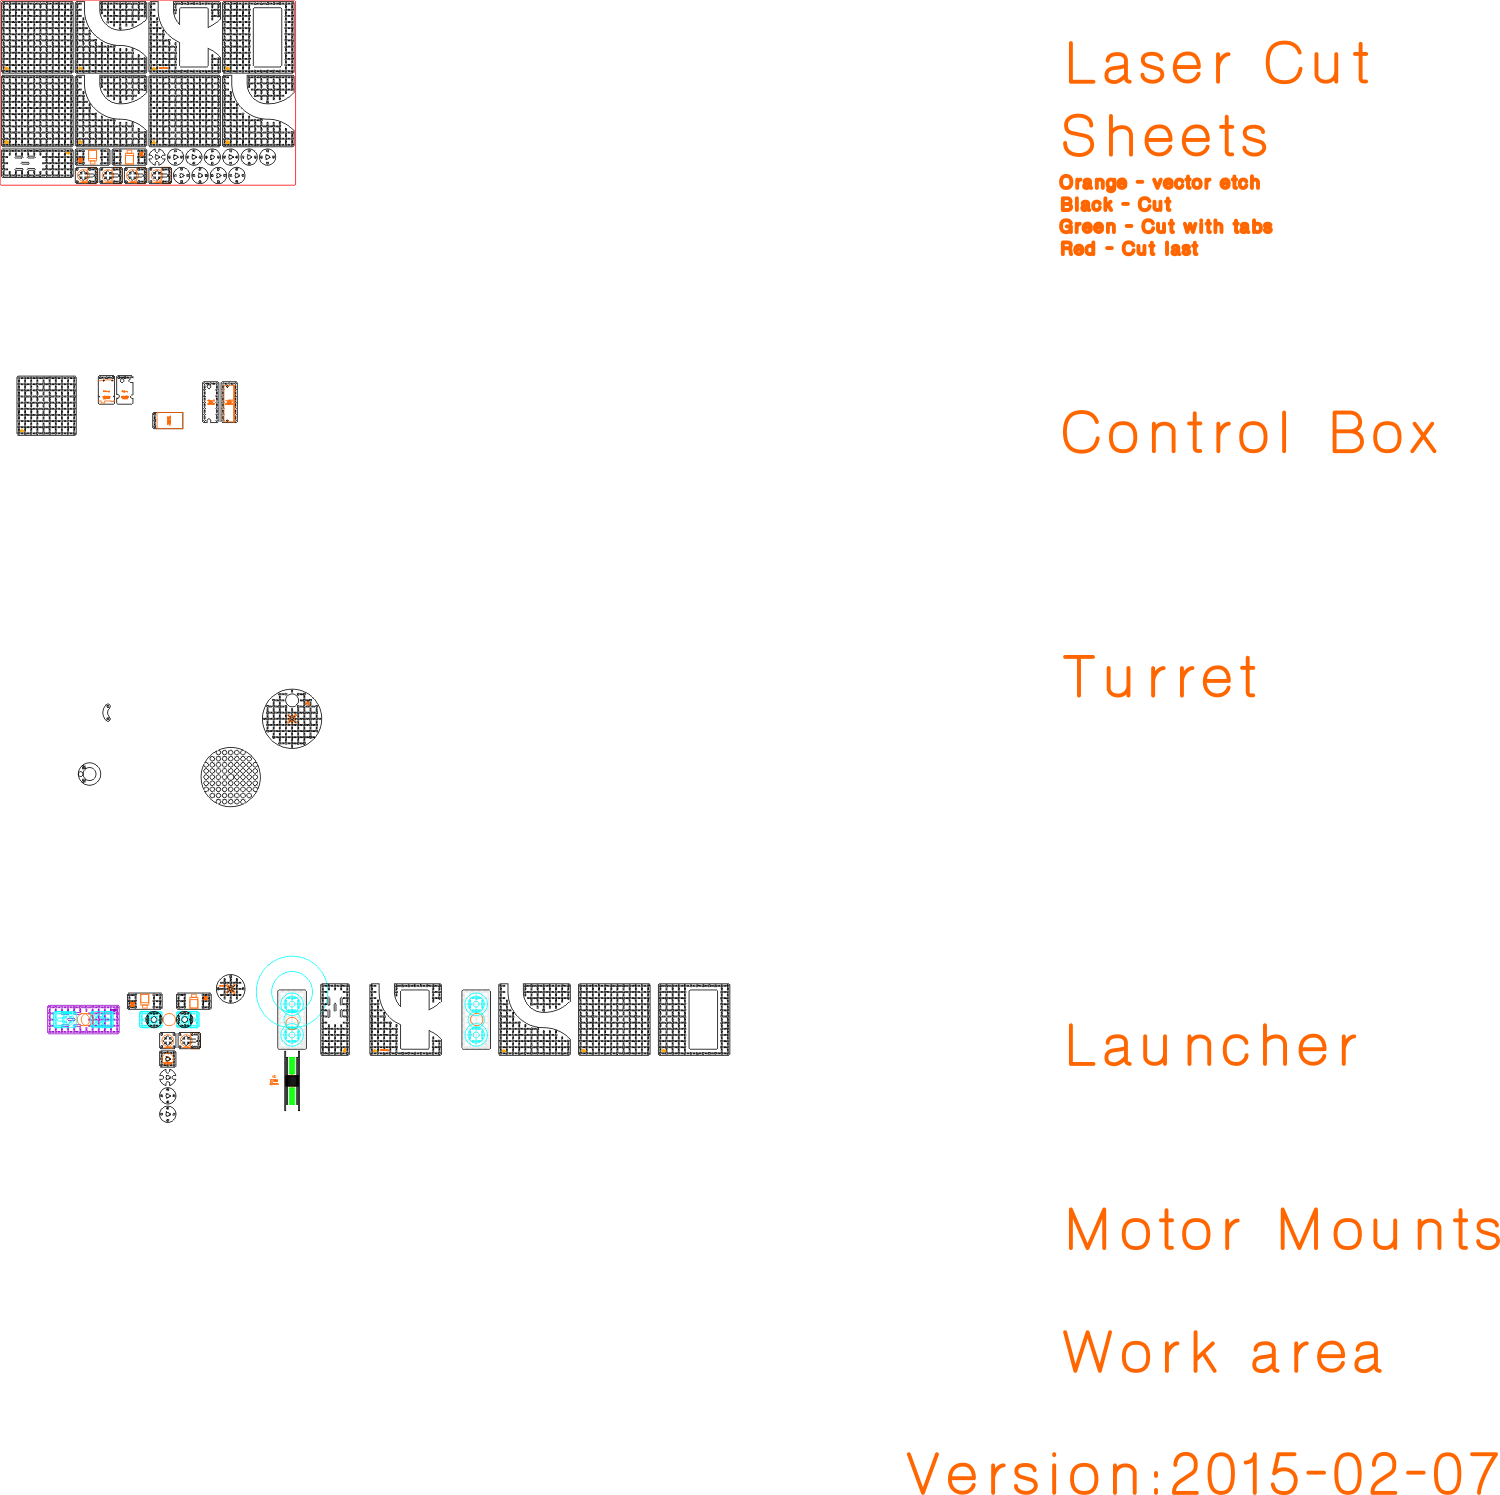 Laser Cut
Sheets
Orange - vector etch
Black - Cut
Green - Cut with tabs
Red - Cut last
Control Box
Turret
Launcher
Motor Mounts
Work area
Version:2015-02-07